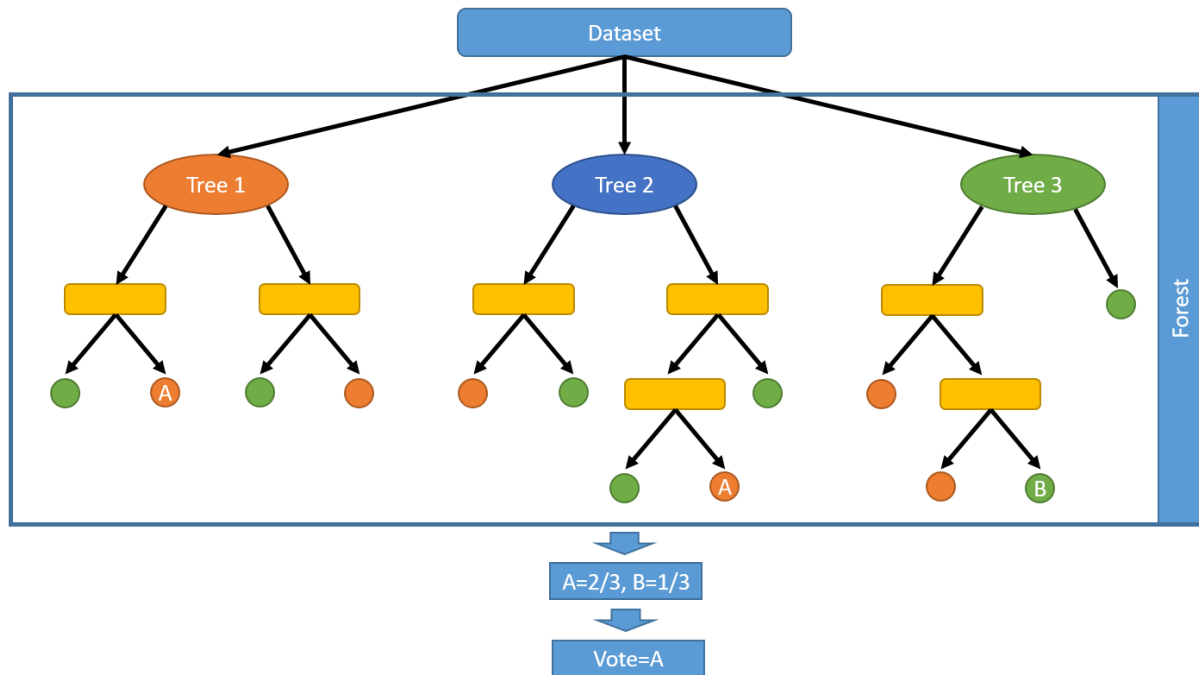 Dataset
Tree 1
Tree 2
Tree 3
Forest
A
A
B
A=2/3, B=1/3
Vote=A